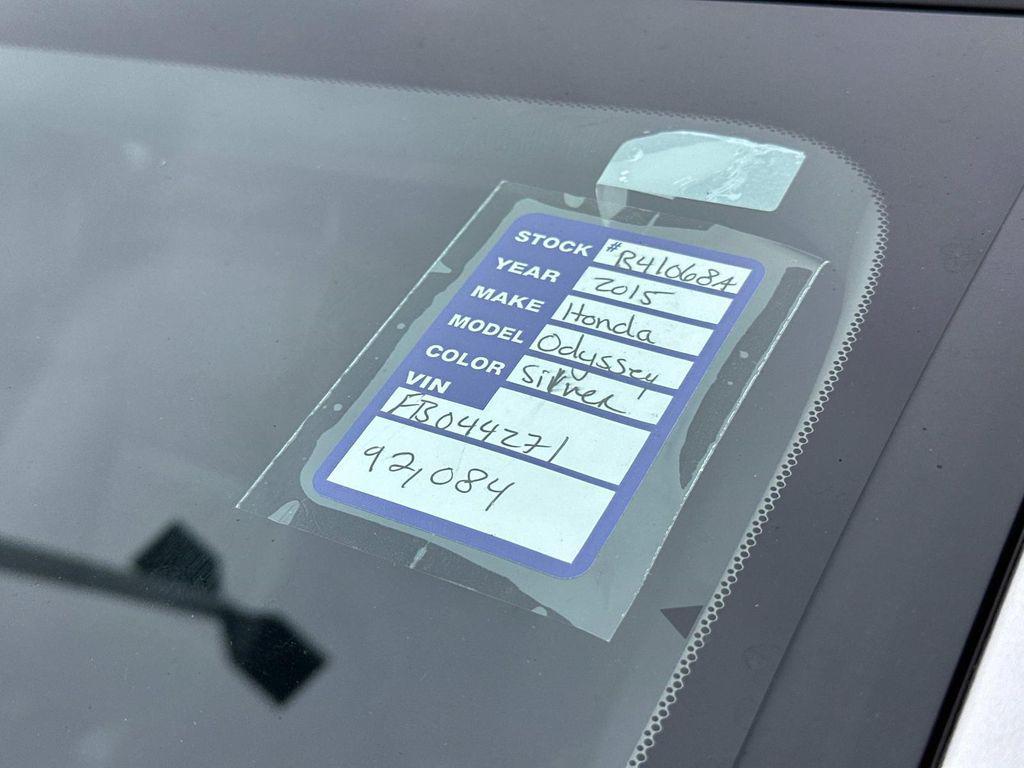 STOCK # R41068A
YEAR 2015
MAKE Honda
MODEL Odyssey
COLOR Silver
VIN
FB044271
92,084